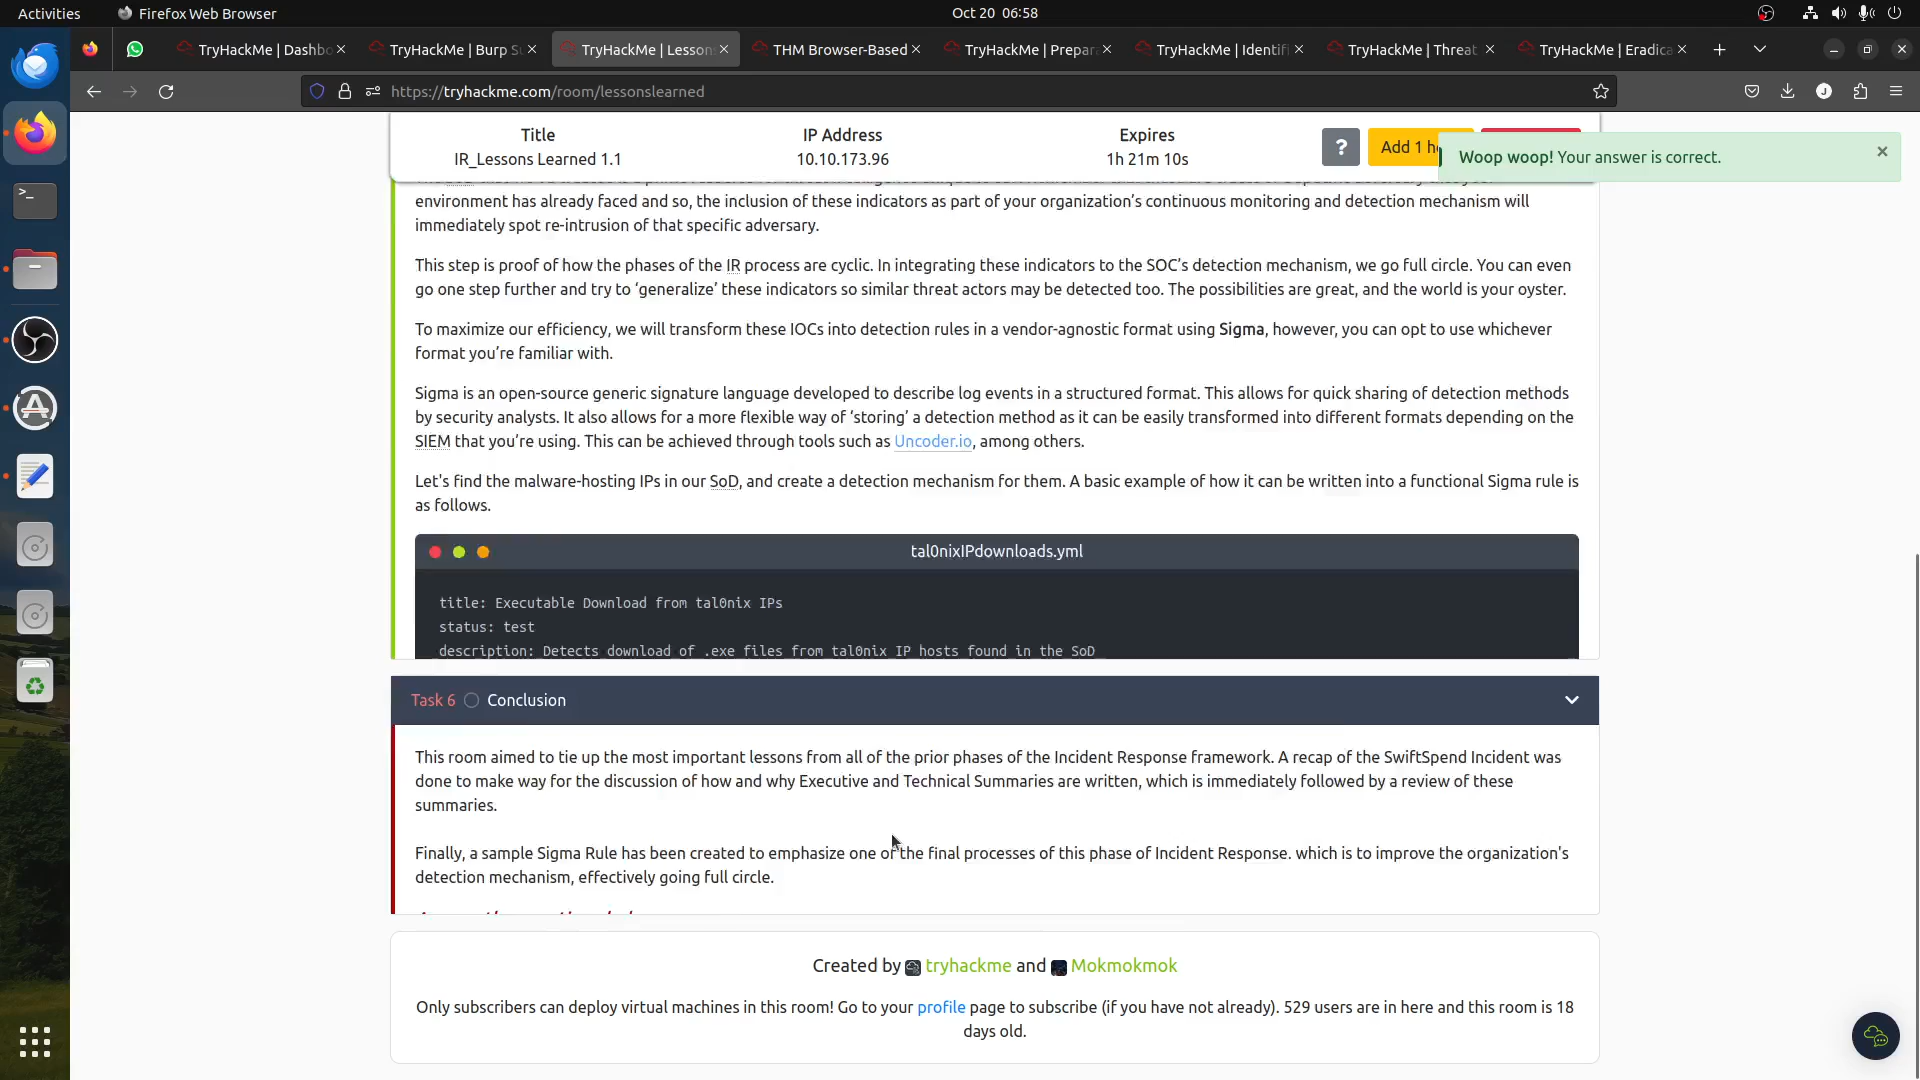 Activities
Firefox Web Browser
Oct 20 06:58
TryHackMe | Dashbo
TryHackMe | Burp Su
TryHackMe | Lessons
THM Browser-Based
TryHackMe | Prepara
TryHackMe | Identifi
TryHackMe | Threat
TryHackMe | Eradica
https://tryhackme.com/room/lessonslearned
Title
IP Address
Expires
IR_Lessons Learned 1.1
10.10.173.96
1h 21m 10s
?
Add 1 h
Woop woop! Your answer is correct.
environment has already faced and so, the inclusion of these indicators as part of your organization's continuous monitoring and detection mechanism will
immediately spot re-intrusion of that specific adversary.
This step is proof of how the phases of the IR process are cyclic. In integrating these indicators to the SOC's detection mechanism, we go full circle. You can even
go one step further and try to 'generalize' these indicators so similar threat actors may be detected too. The possibilities are great, and the world is your oyster.
To maximize our efficiency, we will transform these IOCs into detection rules in a vendor-agnostic format using Sigma, however, you can opt to use whichever
format you're familiar with.
Sigma is an open-source generic signature language developed to describe log events in a structured format. This allows for quick sharing of detection methods
by security analysts. It also allows for a more flexible way of 'storing' a detection method as it can be easily transformed into different formats depending on the
SIEM that you're using. This can be achieved through tools such as Uncoder.io, among others.
Let's find the malware-hosting IPs in our SoD, and create a detection mechanism for them. A basic example of how it can be written into a functional Sigma rule is
as follows.
tal0nixIPdownloads.yml
title: Executable Download from tal0nix IPs
status: test
description: Detects download of .exe files from tal0nix IP hosts found in the SoD
Task 6 Conclusion
This room aimed to tie up the most important lessons from all of the prior phases of the Incident Response framework. A recap of the SwiftSpend Incident was
done to make way for the discussion of how and why Executive and Technical Summaries are written, which is immediately followed by a review of these
summaries.
Finally, a sample Sigma Rule has been created to emphasize one of the final processes of this phase of Incident Response. which is to improve the organization's
detection mechanism, effectively going full circle.
Created by tryhackme and Mokmokmok
Only subscribers can deploy virtual machines in this room! Go to your profile page to subscribe (if you have not already). 529 users are in here and this room is 18
days old.